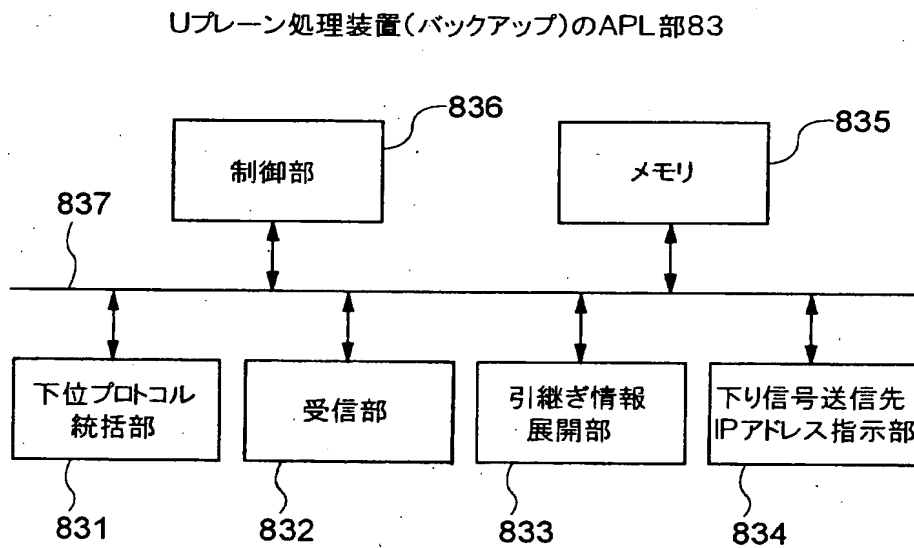 Uプレーン処理装置(バックアップ)のAPL部83
836
835
制御部
メモリ
837
下位プロトコル
統括部
受信部
引継ぎ情報
展開部
下り信号送信先
IPアドレス指示部
831
832
833
834